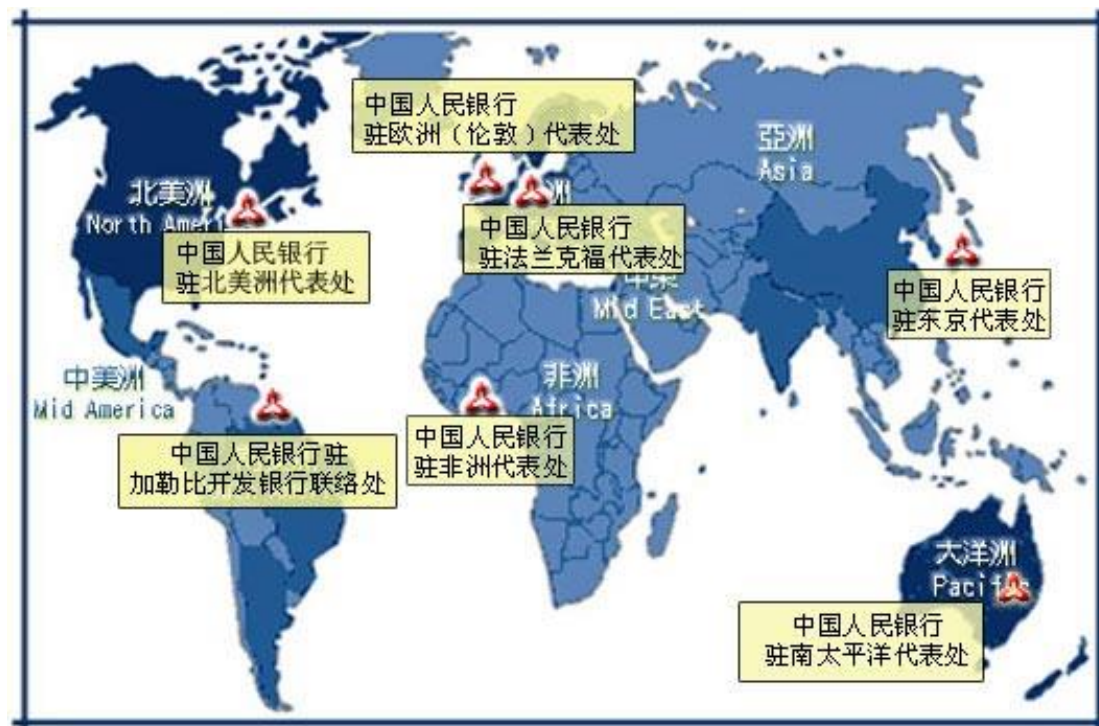 中国人民银行
驻欧洲（伦敦）代表处
亞洲
Asia
北美洲
North Ameri
洲
中国人民银行
驻北美洲代表处
中国人民银行
驻法兰克福代表处
中国人民银行
驻东京代表处
中東
Mid East
中美洲
Mid America
非洲
Africa
中国人民银行驻
加勒比开发银行联络处
中国人民银行
驻非洲代表处
大洋洲
Pacific
中国人民银行
驻南太平洋代表处